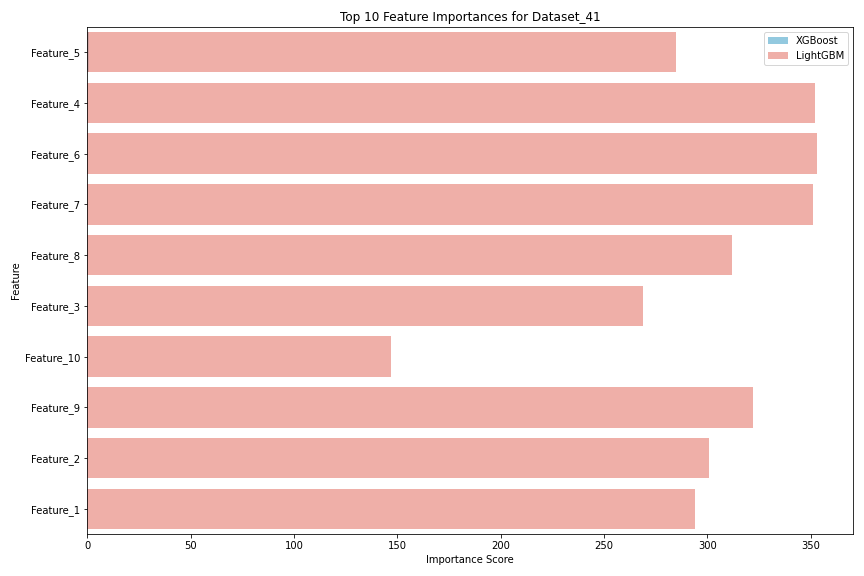 Top 10 Feature Importances for Dataset_41
XGBoost
LightGBM
Feature
Feature_5
Feature_4
Feature_6
Feature_7
Feature_8
Feature_3
Feature_10
Feature_9
Feature_2
Feature_1
0 50 100 150 200 250 300 350
Importance Score